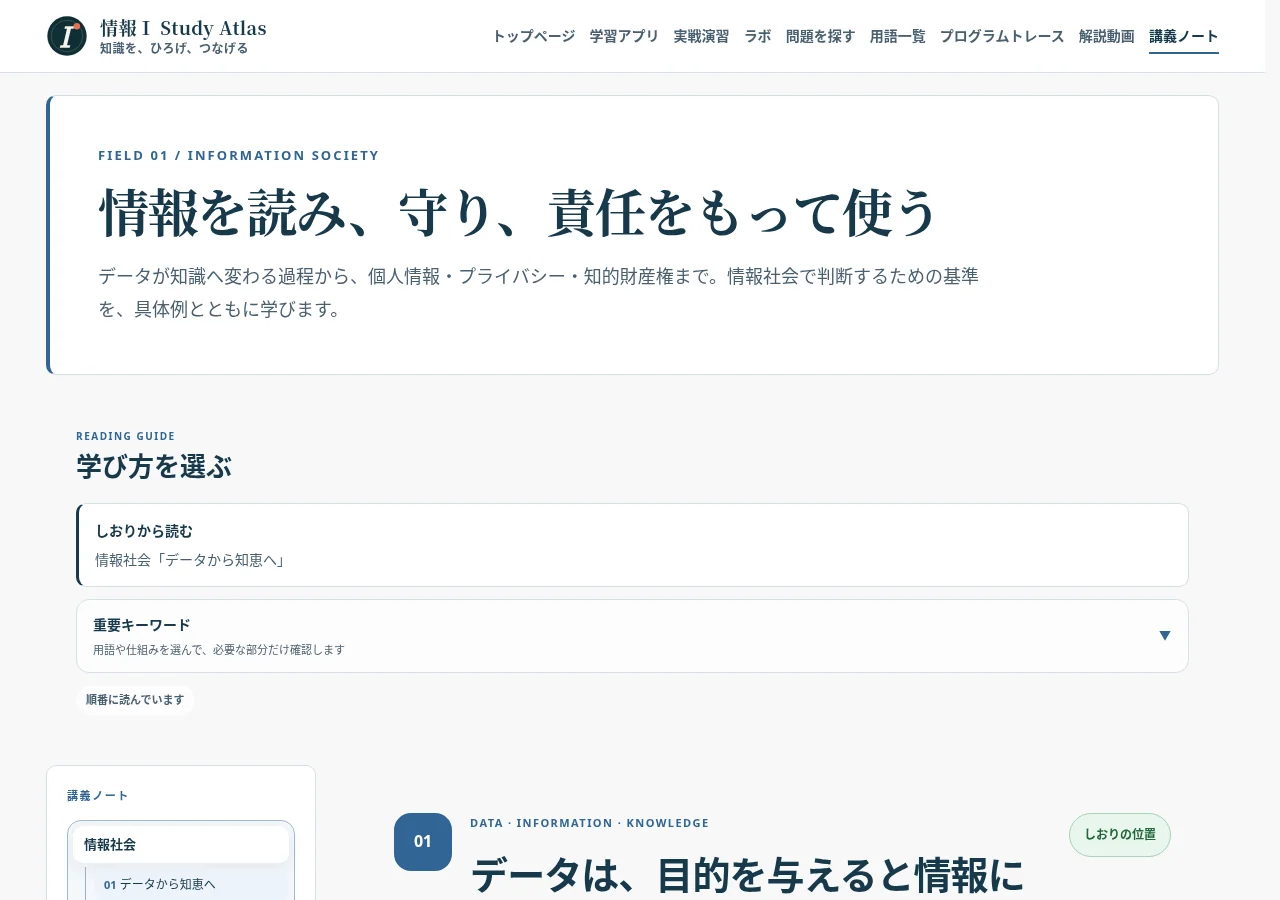 I
情報 I Study Atlas
知識を、ひろげ、つなげる
トップページ 学習アプリ 実戦演習 ラボ 問題を探す 用語一覧 プログラムトレース 解説動画 講義ノート
FIELD 01 / INFORMATION SOCIETY
情報を読み、守り、責任をもって使う
データが知識へ変わる過程から、個人情報・プライバシー・知的財産権まで。情報社会で判断するための基準
を、具体例とともに学びます。
READING GUIDE
学び方を選ぶ
しおりから読む
情報社会「データから知恵へ」
重要キーワード
用語や仕組みを選んで、必要な部分だけ確認します
▼
順番に読んでいます
講義ノート
情報社会
01 データから知恵へ
01
DATA · INFORMATION · KNOWLEDGE
しおりの位置
データは、目的を与えると情報に